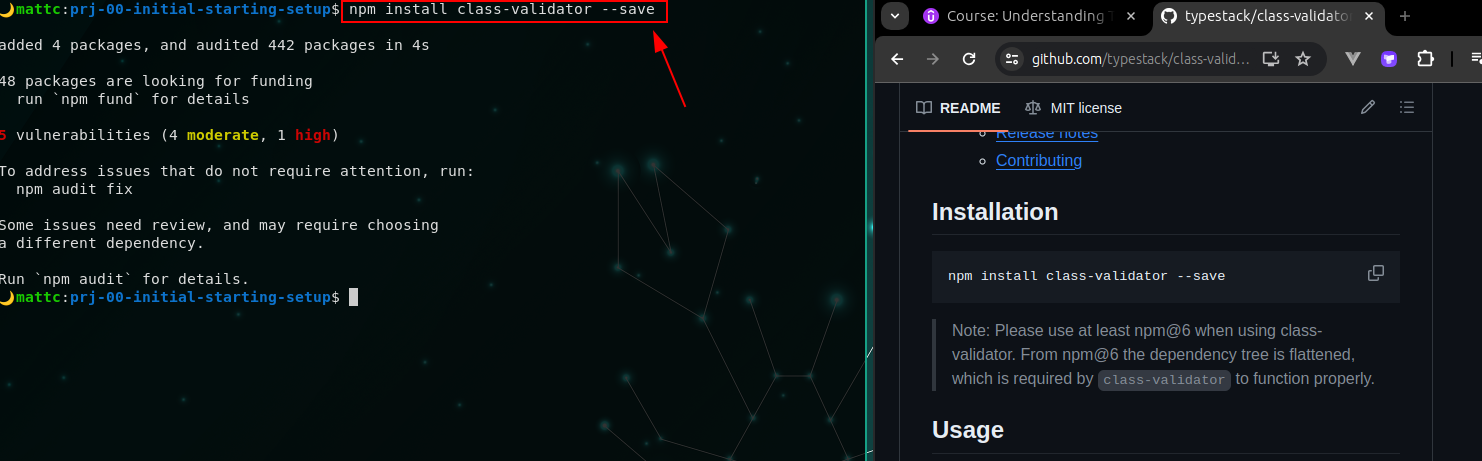 mattc:prj-00-initial-starting-setup$ npm install class-validator --save
added 4 packages, and audited 442 packages in 4s
48 packages are looking for funding
run `npm fund` for details
5 vulnerabilities (4 moderate, 1 high)
To address issues that do not require attention, run:
npm audit fix
Some issues need review, and may require choosing
a different dependency.
Run `npm audit` for details.
mattc:prj-00-initial-starting-setup$
Course: Understanding T
typestack/class-validato
github.com/typestack/class-valid...
README
MIT license
Release notes
Contributing
Installation
npm install class-validator --save
Note: Please use at least npm@6 when using class-
validator. From npm@6 the dependency tree is flattened,
which is required by class-validator to function properly.
Usage